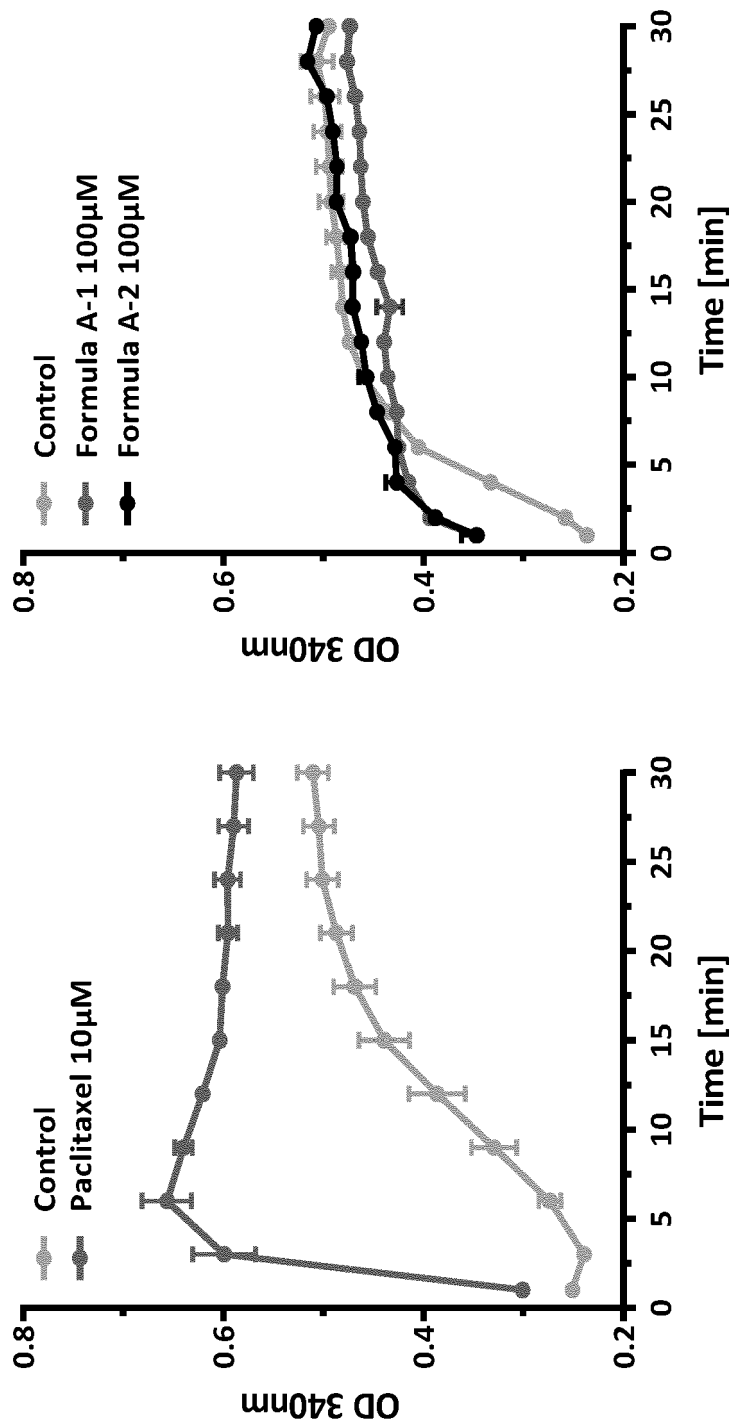 Control
Paclitaxel 10µM
OD 340nm
0.8
0.6
0.4
0.2
0 5 10 15 20 25 30
Time [min]
Control
Formula A-1 100µM
Formula A-2 100µM
OD 340nm
0.8
0.6
0.4
0.2
0 5 10 15 20 25 30
Time [min]